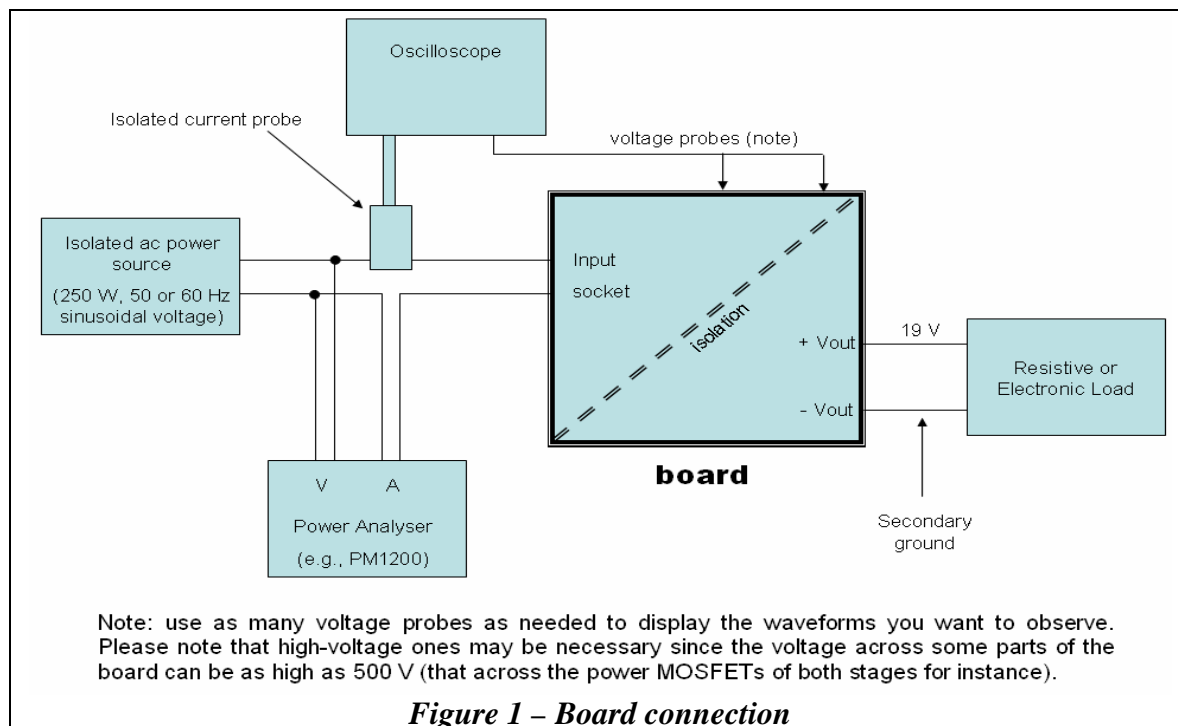 Oscilloscope
Isolated current probe
voltage probes (note)
Isolated ac power
source
(250 W, 50 or 60 Hz
sinusoidal voltage)
Input
socket
isolation
+ Vout
- Vout
19 V
Resistive or
Electronic Load
board
V A
Power Analyser
(e.g., PM1200)
Secondary
ground
Note: use as many voltage probes as needed to display the waveforms you want to observe.
Please note that high-voltage ones may be necessary since the voltage across some parts of the
board can be as high as 500 V (that across the power MOSFETs of both stages for instance).
Figure 1 – Board connection